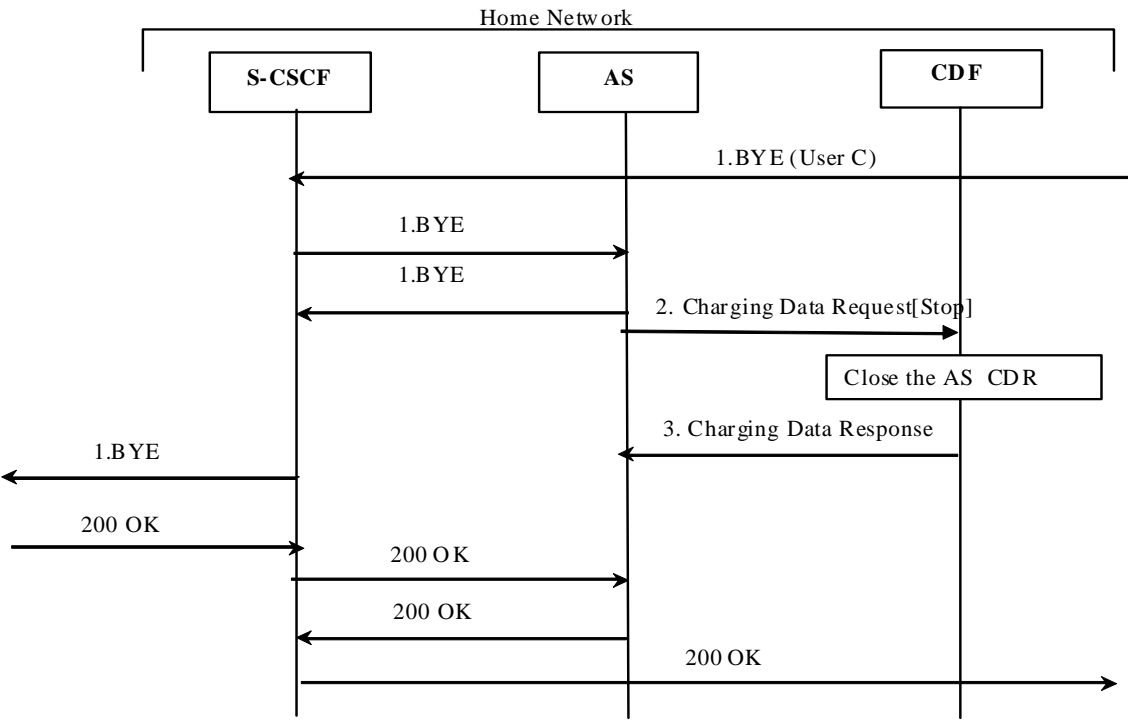 Home Network
S-CSCF
AS
CDF
1.BYE (User C)
1.BYE
1.BYE
2. Charging Data Request[Stop]
Close the AS CDR
3. Charging Data Response
1.BYE
200 OK
200 OK
200 OK
200 OK